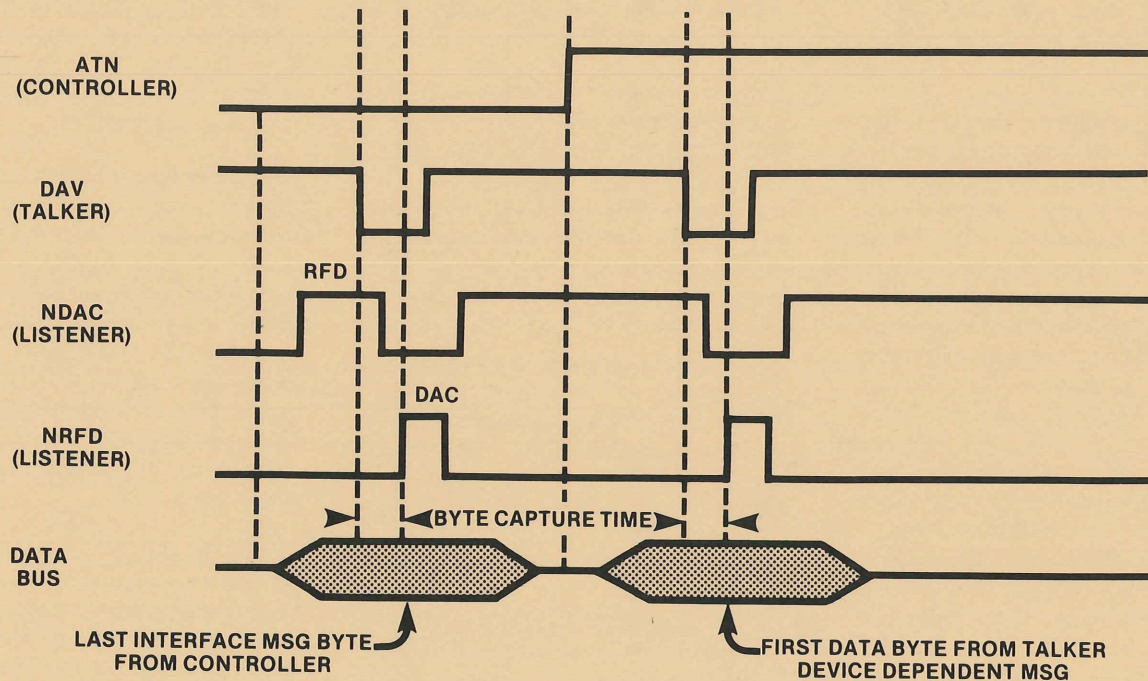 ATN
(CONTROLLER)
DAV
(TALKER)
RFD
NDAC
(LISTENER)
DAC
NRFD
(LISTENER)
BYTE CAPTURE TIME
DATA
BUS
LAST INTERFACE MSG BYTE
FROM CONTROLLER
FIRST DATA BYTE FROM TALKER
DEVICE DEPENDENT MSG